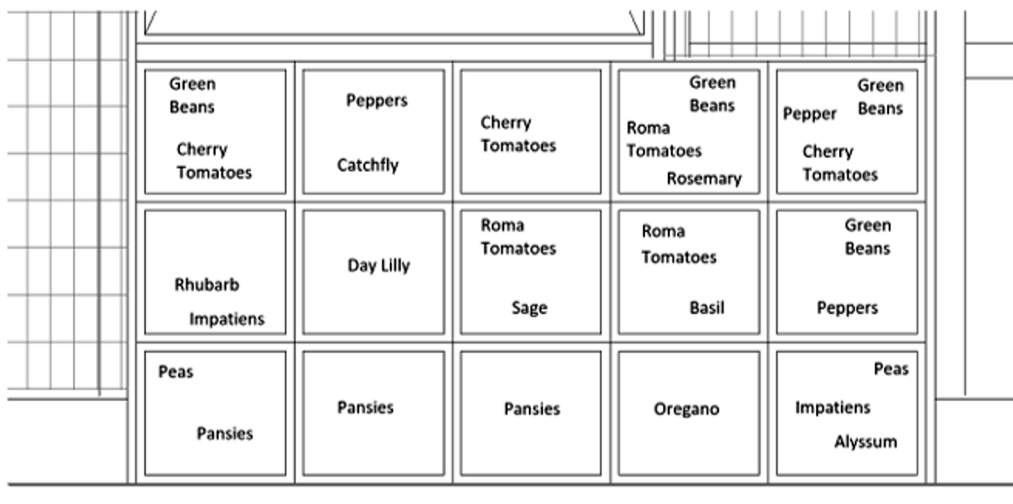 Green
Beans
Cherry
Tomatoes
Peppers
Catchfly
Cherry
Tomatoes
Green
Beans
Roma
Tomatoes
Rosemary
Green
Beans
Pepper
Cherry
Tomatoes
Rhubarb
Impatiens
Day Lilly
Roma
Tomatoes
Sage
Roma
Tomatoes
Basil
Green
Beans
Peppers
Peas
Pansies
Pansies
Pansies
Oregano
Peas
Impatiens
Alyssum